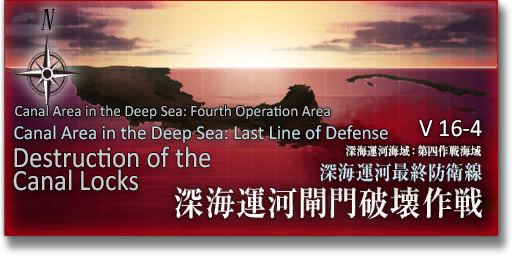 N
Canal Area in the Deep Sea: Fourth Operation Area
Canal Area in the Deep Sea: Last Line of Defense
V 16-4
Destruction of the
Canal Locks
深海運河海域：第四作戦海域
深海運河最終防衛線
深海運河閘門破壊作戦